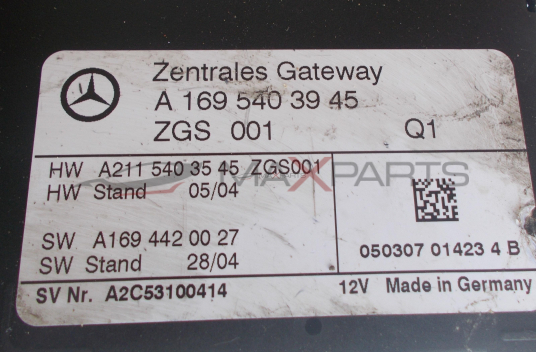 Zentrales Gateway
A 169 540 39 45
ZGS 001 Q1
HW A211 540 35 45 ZGS001
HW Stand 05/04
MAXPARTS
SW A169 442 00 27
SW Stand 28/04
050307 01423 4 B
SV Nr. A2C53100414 12V Made in Germany